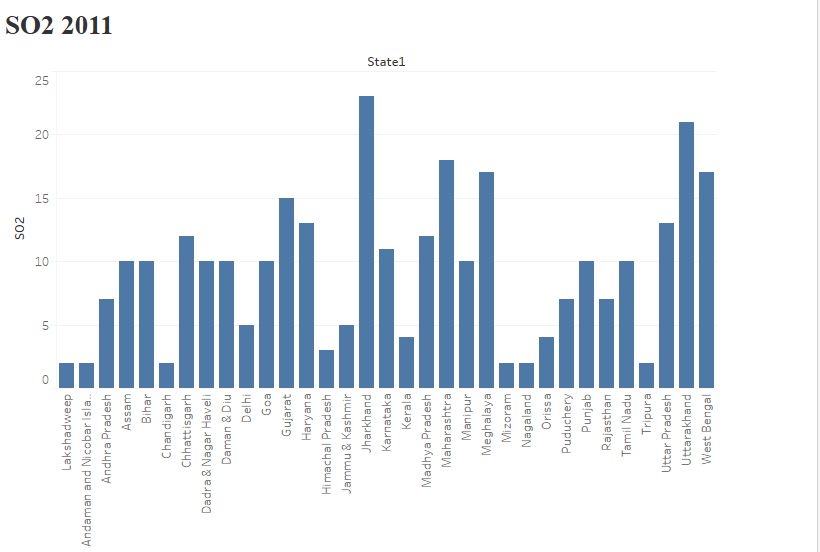 SO2 2011
State1
SO2
25
20
15
10
5
0
Lakshadweep
Andaman and Nicobar Isla..
Andhra Pradesh
Assam
Bihar
Chandigarh
Chhattisgarh
Dadra & Nagar Haveli
Daman & Diu
Delhi
Goa
Gujarat
Haryana
Himachal Pradesh
Jammu & Kashmir
Jharkhand
Karnataka
Kerala
Madhya Pradesh
Maharashtra
Manipur
Meghalaya
Mizoram
Nagaland
Orissa
Puduchery
Punjab
Rajasthan
Tamil Nadu
Tripura
Uttar Pradesh
Uttarakhand
West Bengal